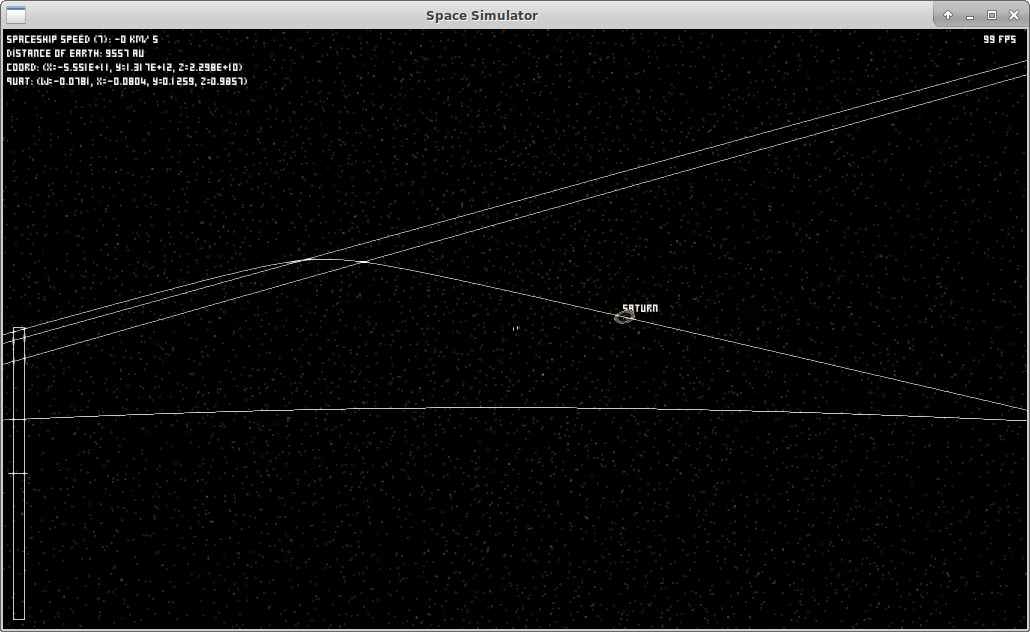 Space Simulator
SPACESHIP SPEED (7): -0 KM/S
99 FPS
DISTANCE OF EARTH: 9557 AU
COORD: (X=-5.551E+11, Y=1.317E+12, Z=2.298E+10)
QUAT: (W=-0.0781, X=-0.0804, Y=0.1259, Z=0.9857)
SATURN